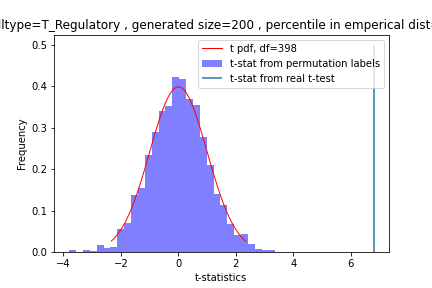 lltype=T_Regulatory , generated size=200 , percentile in emperical dist=
t pdf, df=398
t-stat from permutation labels
t-stat from real t-test
Frequency
0.5
0.4
0.3
0.2
0.1
0.0
−4 −2 0 2 4 6
t-statistics